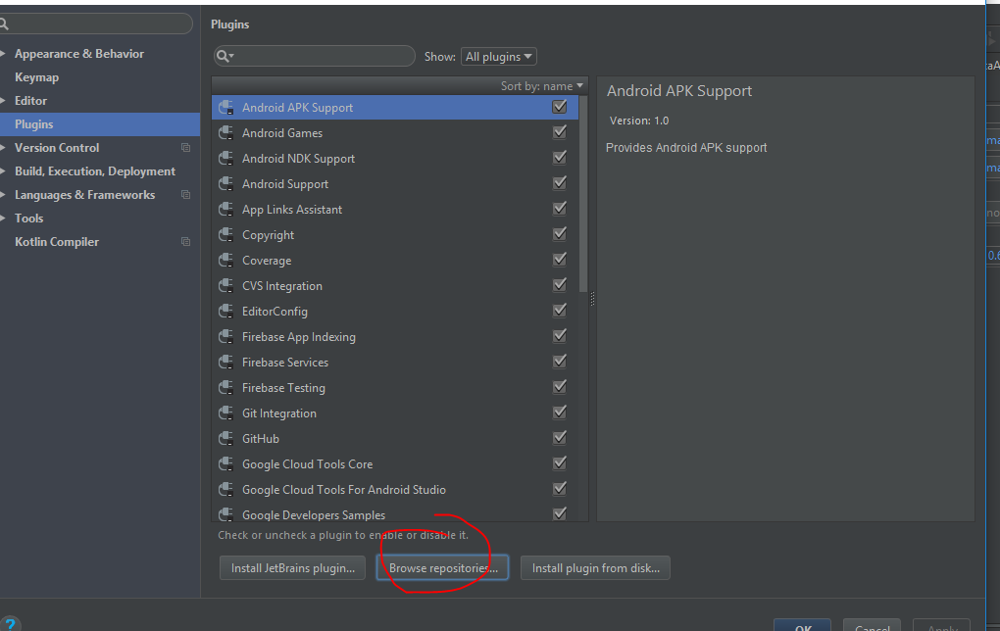 Plugins
Appearance & Behavior
Keymap
Editor
Plugins
Version Control
Build, Execution, Deployment
Languages & Frameworks
Tools
Kotlin Compiler
Show: All plugins
Sort by: name
Android APK Support
Android Games
Android NDK Support
Android Support
App Links Assistant
Copyright
Coverage
CVS Integration
EditorConfig
Firebase App Indexing
Firebase Services
Firebase Testing
Git Integration
GitHub
Google Cloud Tools Core
Google Cloud Tools For Android Studio
Google Developers Samples
Check or uncheck a plugin to enable or disable it.
Install JetBrains plugin... Browse repositories... Install plugin from disk...
Android APK Support
Version: 1.0
Provides Android APK support
?
OK Cancel Apply